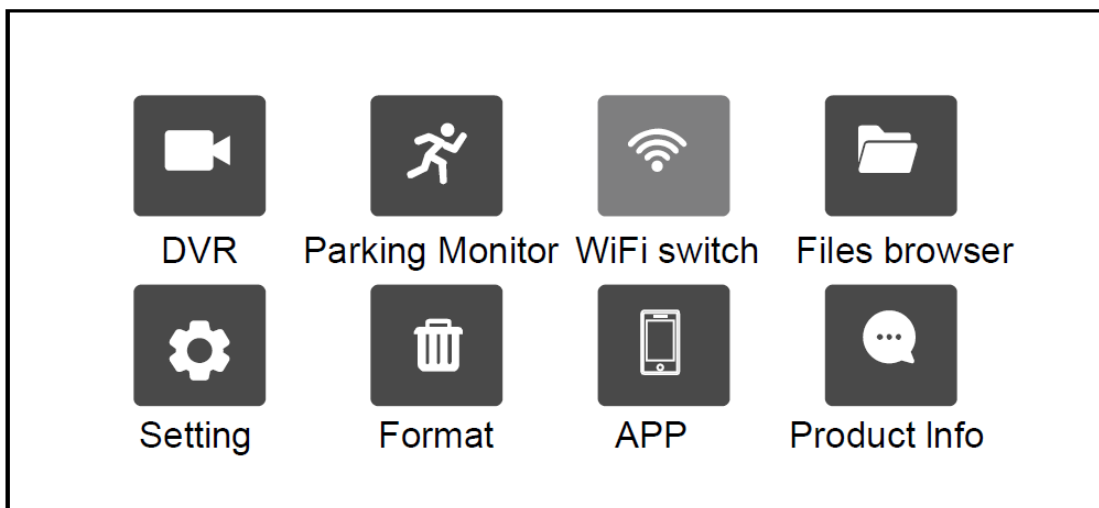 DVR
Parking Monitor
WiFi switch
Files browser
Setting
Format
APP
Product Info